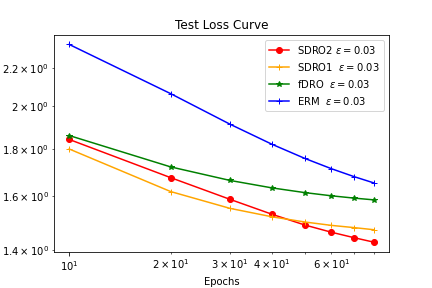 Test Loss Curve
SDRO2 ε = 0.03
SDRO1 ε = 0.03
fDRO ε = 0.03
ERM ε = 0.03
2.2 × 10⁰
2 × 10⁰
1.8 × 10⁰
1.6 × 10⁰
1.4 × 10⁰
10¹
2 × 10¹
3 × 10¹
4 × 10¹
6 × 10¹
Epochs